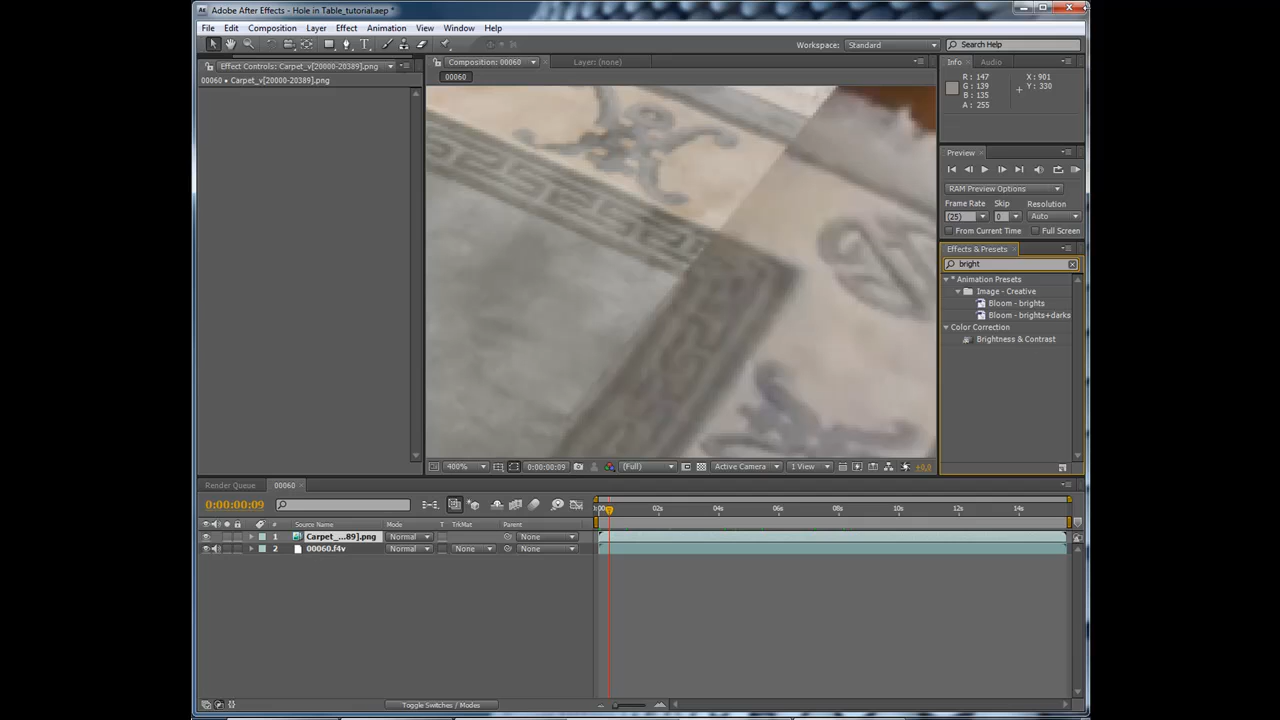 Adobe After Effects - Hole in Table_tutorial.aep *
File Edit Composition Layer Effect Animation View Window Help
Workspace: Standard Search Help
Effect Controls: Carpet_v[20000-20389].png
00060 • Carpet_v[20000-20389].png
Composition: 00060
Layer: (none)
00060
Info Audio
R: 147
G: 139
B: 135
A: 255
X: 901
Y: 330
Preview
RAM Preview Options
Frame Rate Skip Resolution
(25) 0 Auto
From Current Time Full Screen
Effects & Presets
bright
* Animation Presets
Image - Creative
Bloom - brights
Bloom - brights+darks
Color Correction
Brightness & Contrast
400% 0:00:00:09 (Full) Active Camera 1 View +0,0
Render Queue 00060
0:00:00:09
02s 04s 06s 08s 10s 12s 14s
# Source Name Mode T TrkMat Parent
1 Carpet_...89].png Normal None
2 00060.f4v Normal None None
Toggle Switches / Modes